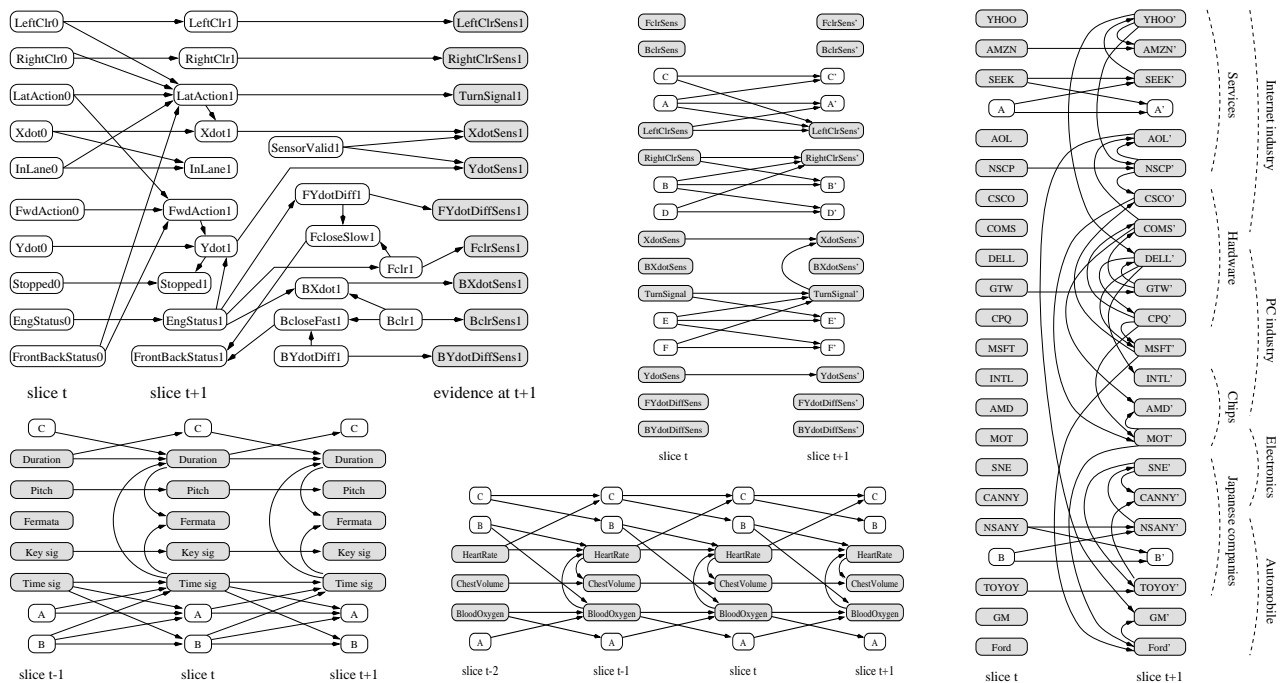 LeftClr0 LeftClr1 LeftClrSens1
RightClr0 RightClr1 RightClrSens1
LatAction0 LatAction1 TurnSignal1
Xdot0 Xdot1 XdotSens1
SensorValid1
InLane0 InLane1 YdotSens1
FYdotDiff1
FwdAction0 FwdAction1 FYdotDiffSens1
FcloseSlow1
Ydot0 Ydot1 FclrSens1
Fclr1
Stopped0 Stopped1 BXdot1 BXdotSens1
EngStatus0 EngStatus1 BcloseFast1 Bclr1 BclrSens1
FrontBackStatus0 FrontBackStatus1 BYdotDiff1 BYdotDiffSens1
slice t slice t+1 evidence at t+1
C C C
Duration Duration Duration
Pitch Pitch Pitch
Fermata Fermata Fermata
Key sig Key sig Key sig
Time sig Time sig Time sig
A A A
B B B
slice t-1 slice t slice t+1
FclrSens FclrSens'
BclrSens BclrSens'
C C'
A A'
LeftClrSens LeftClrSens'
RightClrSens RightClrSens'
B B'
D D'
XdotSens XdotSens'
BXdotSens BXdotSens'
TurnSignal TurnSignal'
E E'
F F'
YdotSens YdotSens'
FYdotDiffSens FYdotDiffSens'
BYdotDiffSens BYdotDiffSens'
slice t slice t+1
C C C C
B B B B
HeartRate HeartRate HeartRate HeartRate
ChestVolume ChestVolume ChestVolume ChestVolume
BloodOxygen BloodOxygen BloodOxygen BloodOxygen
A A A A
slice t-2 slice t-1 slice t slice t+1
YHOO YHOO'
AMZN AMZN'
SEEK SEEK'
A A'
AOL AOL'
NSCP NSCP'
CSCO CSCO'
COMS COMS'
DELL DELL'
GTW GTW'
CPQ CPQ'
MSFT MSFT'
INTL INTL'
AMD AMD'
MOT MOT'
SNE SNE'
CANNY CANNY'
NSANY NSANY'
B B'
TOYOY TOYOY'
GM GM'
Ford Ford'
slice t slice t+1
Services
Hardware
Chips
Japanese companies
Internet industry
PC industry
Electronics
Automobile